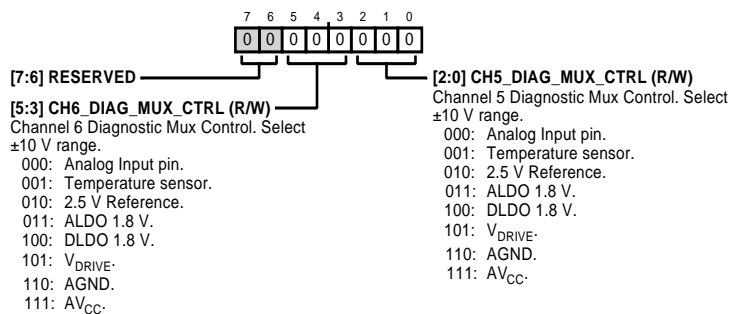 7 6 5 4 3 2 1 0
0 0 0 0 0 0 0 0
[7:6] RESERVED
[5:3] CH6_DIAG_MUX_CTRL (R/W)
Channel 6 Diagnostic Mux Control. Select
±10 V range.
000: Analog Input pin.
001: Temperature sensor.
010: 2.5 V Reference.
011: ALDO 1.8 V.
100: DLDO 1.8 V.
101: VDRIVE.
110: AGND.
111: AVCC.
[2:0] CH5_DIAG_MUX_CTRL (R/W)
Channel 5 Diagnostic Mux Control. Select
±10 V range.
000: Analog Input pin.
001: Temperature sensor.
010: 2.5 V Reference.
011: ALDO 1.8 V.
100: DLDO 1.8 V.
101: VDRIVE.
110: AGND.
111: AVCC.